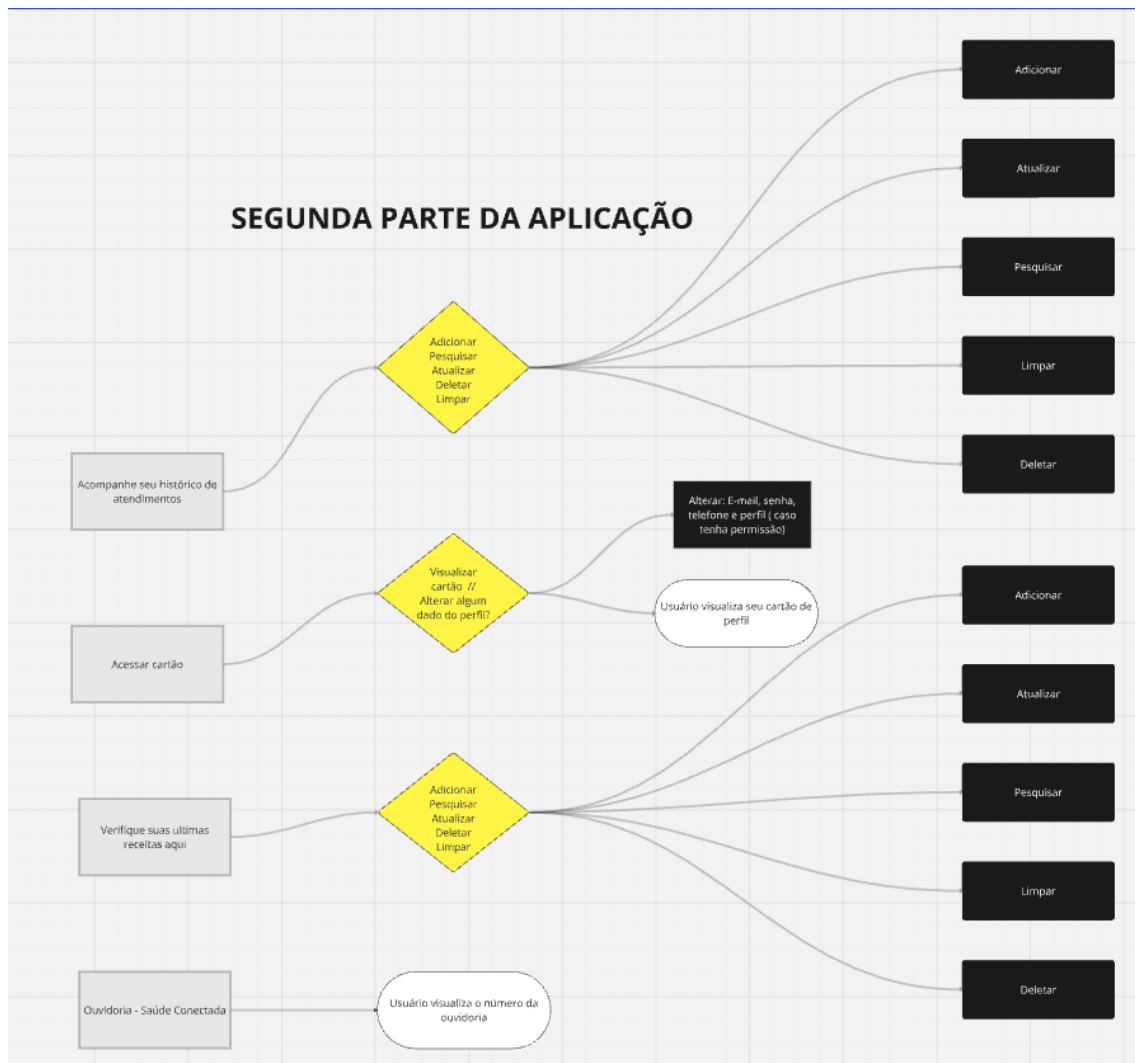 SEGUNDA PARTE DA APLICAÇÃO
Acompanhe seu histórico de
atendimentos
Adicionar
Pesquisar
Atualizar
Deletar
Limpar
Adicionar
Atualizar
Pesquisar
Limpar
Deletar
Acessar cartão
Visualizar
cartão //
Alterar algum
dado do perfil?
Alterar: E-mail, senha,
telefone e perfil ( caso
tenha permissão)
Usuário visualiza seu cartão de
perfil
Verifique suas ultimas
receitas aqui
Adicionar
Pesquisar
Atualizar
Deletar
Limpar
Adicionar
Atualizar
Pesquisar
Limpar
Deletar
Ouvidoria - Saúde Conectada
Usuário visualiza o número da
ouvidoria